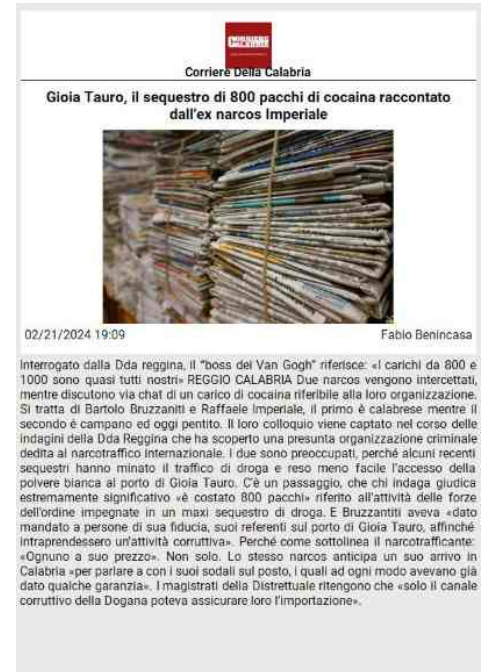 CORRIERE
CALABRIA
Corriere Della Calabria
Gioia Tauro, il sequestro di 800 pacchi di cocaina raccontato
dall'ex narcos Imperiale
02/21/2024 19:09
Fabio Benincasa
Interrogato dalla Dda reggina, il "boss dei Van Gogh" riferisce: «I carichi da 800 e
1000 sono quasi tutti nostri» REGGIO CALABRIA Due narcos vengono intercettati,
mentre discutono via chat di un carico di cocaina riferibile alla loro organizzazione.
Si tratta di Bartolo Bruzzaniti e Raffaele Imperiale, il primo è calabrese mentre il
secondo è campano ed oggi pentito. Il loro colloquio viene captato nel corso delle
indagini della Dda Reggina che ha scoperto una presunta organizzazione criminale
dedita al narcotraffico internazionale. I due sono preoccupati, perché alcuni recenti
sequestri hanno minato il traffico di droga e reso meno facile l'accesso della
polvere bianca al porto di Gioia Tauro. C'è un passaggio, che chi indaga giudica
estremamente significativo «è costato 800 pacchi» riferito all'attività delle forze
dell'ordine impegnate in un maxi sequestro di droga. E Bruzzantiti aveva «dato
mandato a persone di sua fiducia, suoi referenti sul porto di Gioia Tauro, affinché
intraprendessero un'attività corruttiva». Perché come sottolinea il narcotrafficante:
«Ognuno a suo prezzo». Non solo. Lo stesso narcos anticipa un suo arrivo in
Calabria «per parlare a con i suoi sodali sul posto, i quali ad ogni modo avevano già
dato qualche garanzia». I magistrati della Distrettuale ritengono che «solo il canale
corruttivo della Dogana poteva assicurare loro l'importazione».